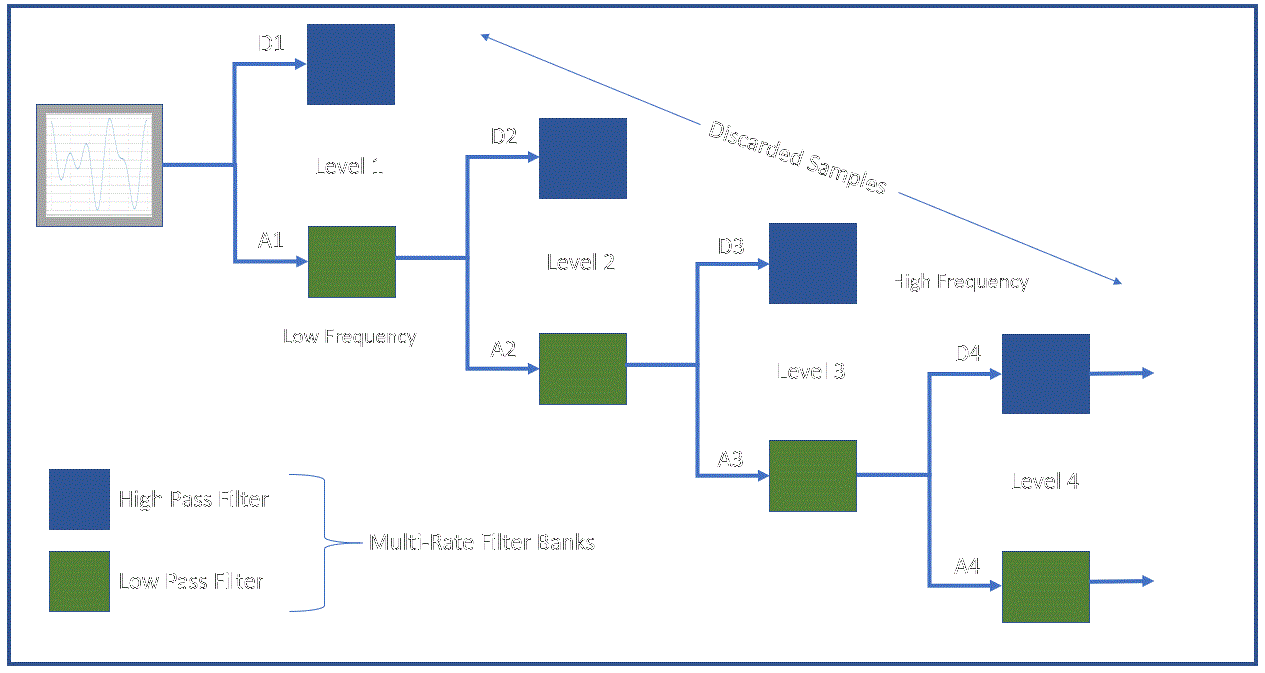 D1
D2
Discarded Samples
Level 1
A1
D3
Level 2
High Frequency
Low Frequency
A2
D4
Level 3
A3
Level 4
High Pass Filter
Multi-Rate Filter Banks
A4
Low Pass Filter